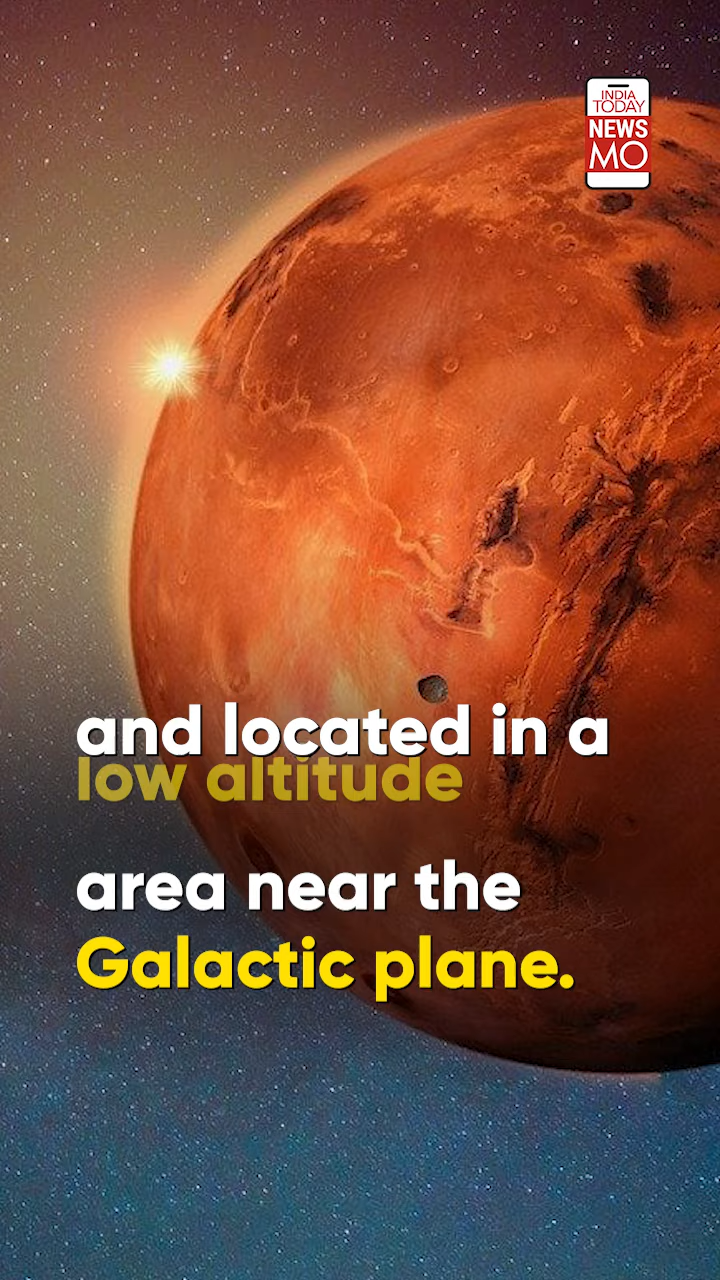 INDIA
TODAY
NEWS
MO
and located in a
low altitude
area near the
Galactic plane.